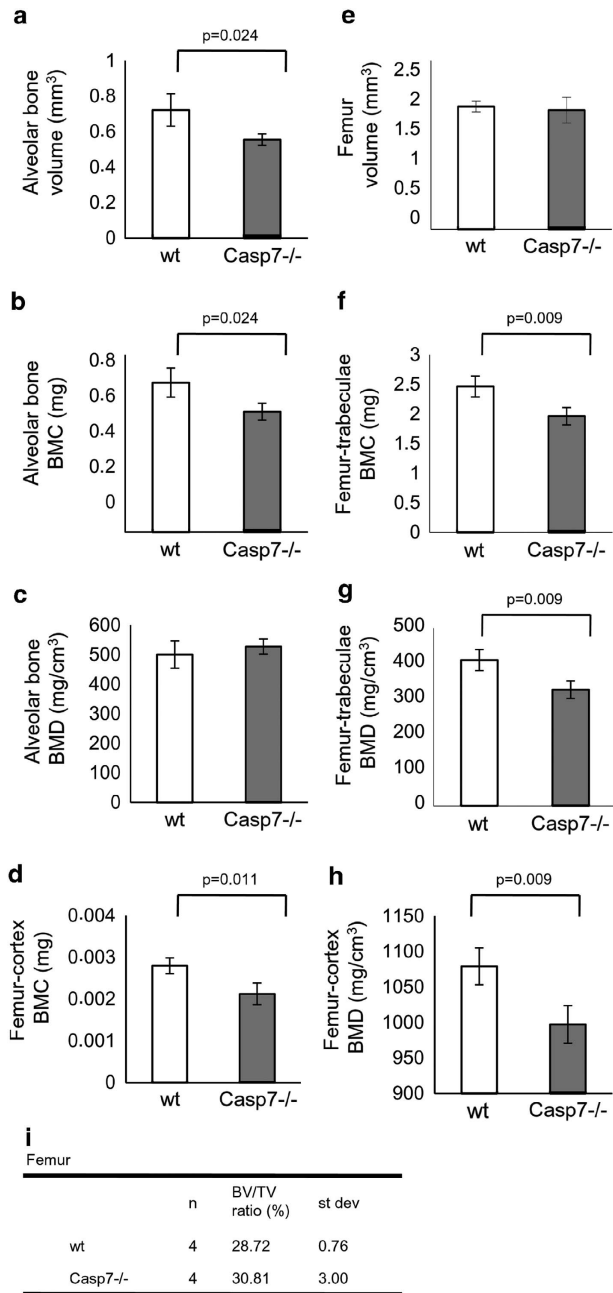 a
p=0.024
Alveolar bone
volume (mm³)
1
0.8
0.6
0.4
0.2
0
wt
Casp7-/-
e
Femur
volume (mm³)
2.5
2
1.5
1
0.5
0
wt
Casp7-/-
b
p=0.024
Alveolar bone
BMC (mg)
0.8
0.6
0.4
0.6
0
wt
Casp7-/-
f
p=0.009
Femur-trabeculae
BMC (mg)
3
2.5
2
1.5
1
0.5
0
wt
Casp7-/-
c
Alveolar bone
BMD (mg/cm³)
600
500
400
300
200
100
0
wt
Casp7-/-
g
p=0.009
Femur-trabeculae
BMD (mg/cm³)
500
400
300
200
100
0
wt
Casp7-/-
d
p=0.011
Femur-cortex
BMC (mg)
0.004
0.003
0.002
0.001
0
wt
Casp7-/-
h
p=0.009
Femur-cortex
BMD (mg/cm³)
1150
1100
1050
1000
950
900
wt
Casp7-/-
i
Femur
n BV/TV ratio (%) st dev
wt 4 28.72 0.76
Casp7-/- 4 30.81 3.00